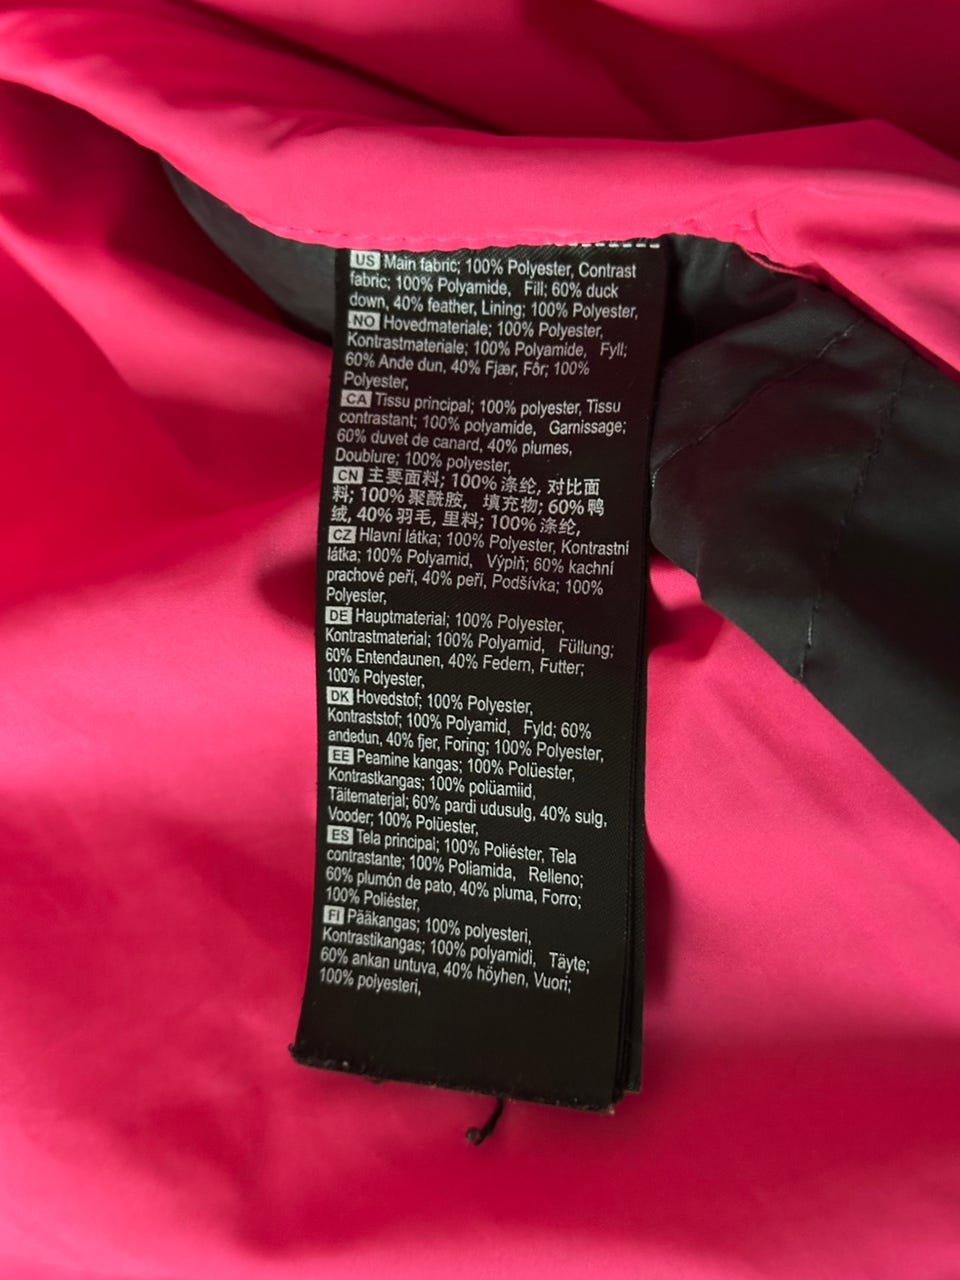 US Main fabric; 100% Polyester, Contrast
fabric; 100% Polyamide, Fill; 60% duck
down, 40% feather, Lining; 100% Polyester,
NO Hovedmateriale; 100% Polyester,
Kontrastmateriale; 100% Polyamide, Fyll;
60% Ande dun, 40% Fjær, Fôr; 100%
Polyester,
CA Tissu principal; 100% polyester, Tissu
contrastant; 100% polyamide, Garnissage;
60% duvet de canard, 40% plumes,
Doublure; 100% polyester,
CN 主要面料; 100% 涤纶, 对比面
料; 100% 聚酰胺, 填充物; 60% 鸭
绒, 40% 羽毛, 里料; 100% 涤纶,
CZ Hlavní látka; 100% Polyester, Kontrastní
látka; 100% Polyamid, Výplň; 60% kachní
prachové peří, 40% peří, Podšívka; 100%
Polyester,
DE Hauptmaterial; 100% Polyester,
Kontrastmaterial; 100% Polyamid, Füllung;
60% Entendaunen, 40% Federn, Futter;
100% Polyester,
DK Hovedstof; 100% Polyester,
Kontraststof; 100% Polyamid, Fyld; 60%
andedun, 40% fjer, Foring; 100% Polyester,
EE Peamine kangas; 100% Polüester,
Kontrastkangas; 100% polüamiid,
Täitematerjal; 60% pardi udusulg, 40% sulg,
Vooder; 100% Polüester,
ES Tela principal; 100% Poliéster, Tela
contrastante; 100% Poliamida, Relleno;
60% plumón de pato, 40% pluma, Forro;
100% Poliéster,
FI Pääkangas; 100% polyesteri,
Kontrastikangas; 100% polyamidi, Täyte;
60% ankan untuva, 40% höyhen, Vuori;
100% polyesteri,